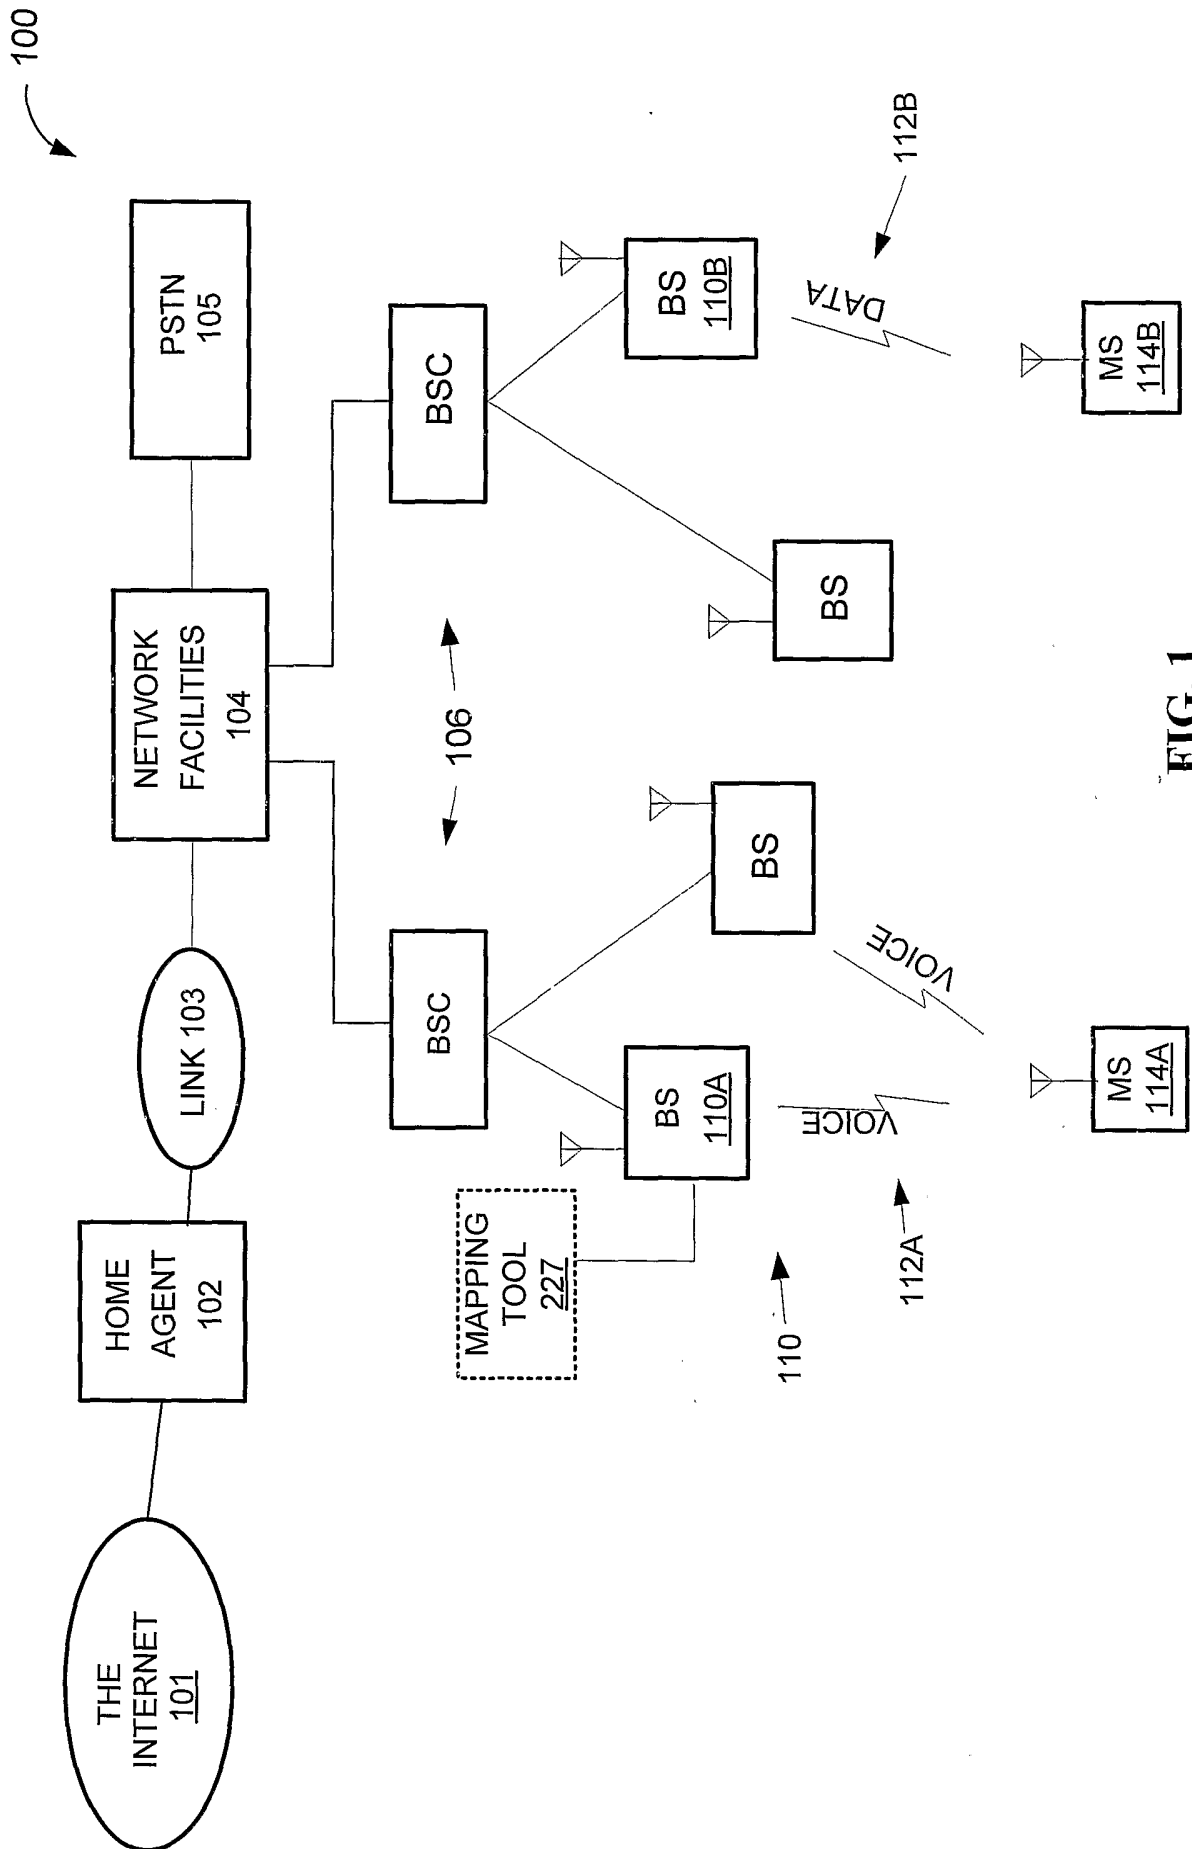 100
THE
INTERNET
101
HOME
AGENT
102
LINK 103
NETWORK
FACILITIES
104
PSTN
105
BSC
106
BSC
MAPPING
TOOL
227
BS
110A
BS
BS
BS
110B
110
112A
VOICE
VOICE
DATA
112B
MS
114A
MS
114B
FIG. 1